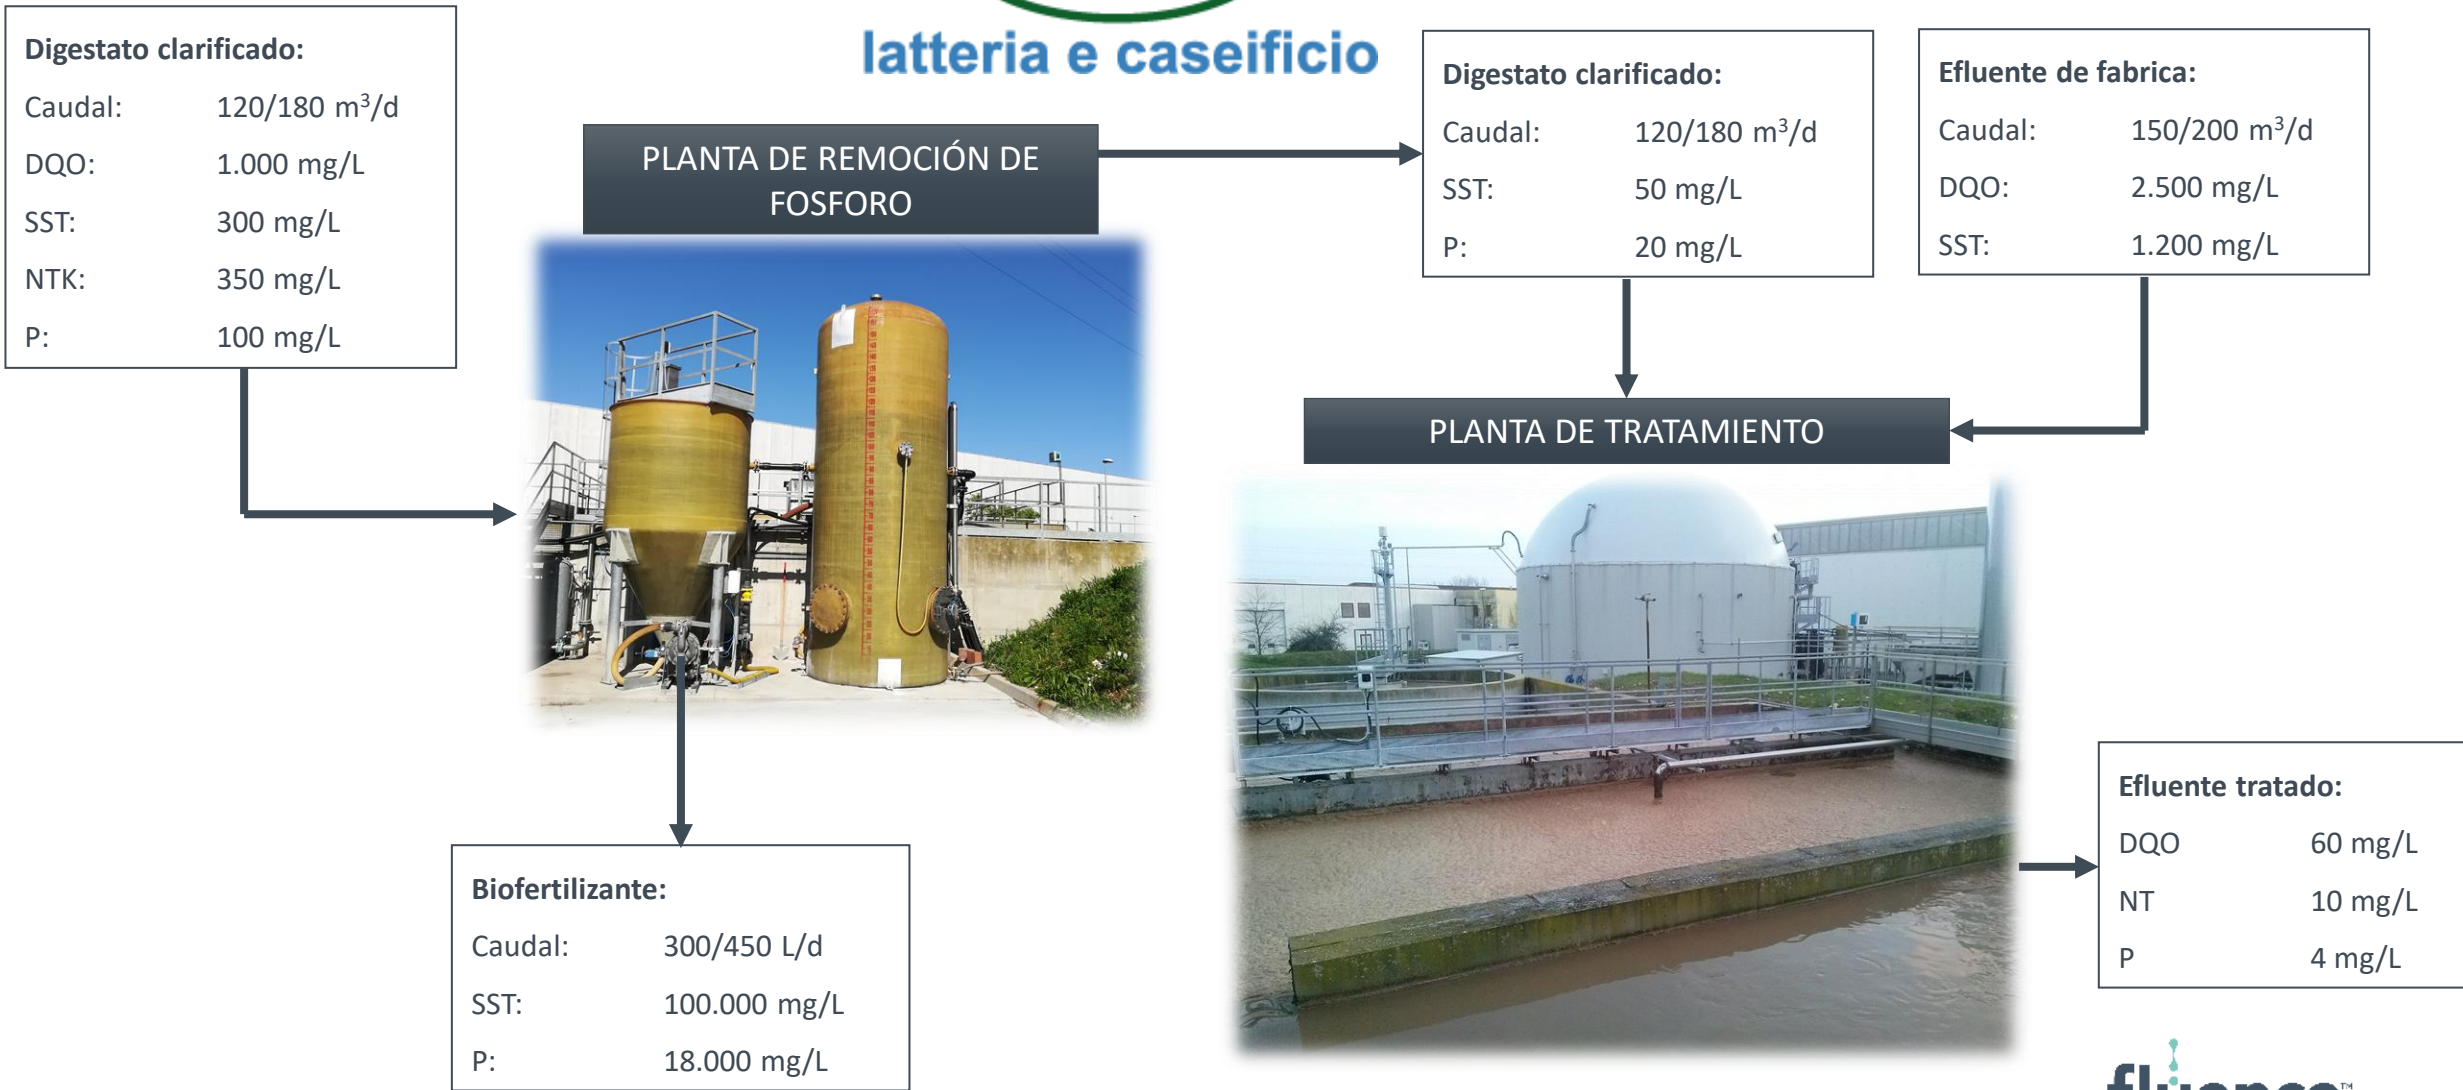 latteria e caseificio
Digestato clarificado:
Caudal: 120/180 m³/d
DQO: 1.000 mg/L
SST: 300 mg/L
NTK: 350 mg/L
P: 100 mg/L
PLANTA DE REMOCIÓN DE
FOSFORO
Digestato clarificado:
Caudal: 120/180 m³/d
SST: 50 mg/L
P: 20 mg/L
Efluente de fabrica:
Caudal: 150/200 m³/d
DQO: 2.500 mg/L
SST: 1.200 mg/L
PLANTA DE TRATAMIENTO
Biofertilizante:
Caudal: 300/450 L/d
SST: 100.000 mg/L
P: 18.000 mg/L
Efluente tratado:
DQO 60 mg/L
NT 10 mg/L
P 4 mg/L
fluence™